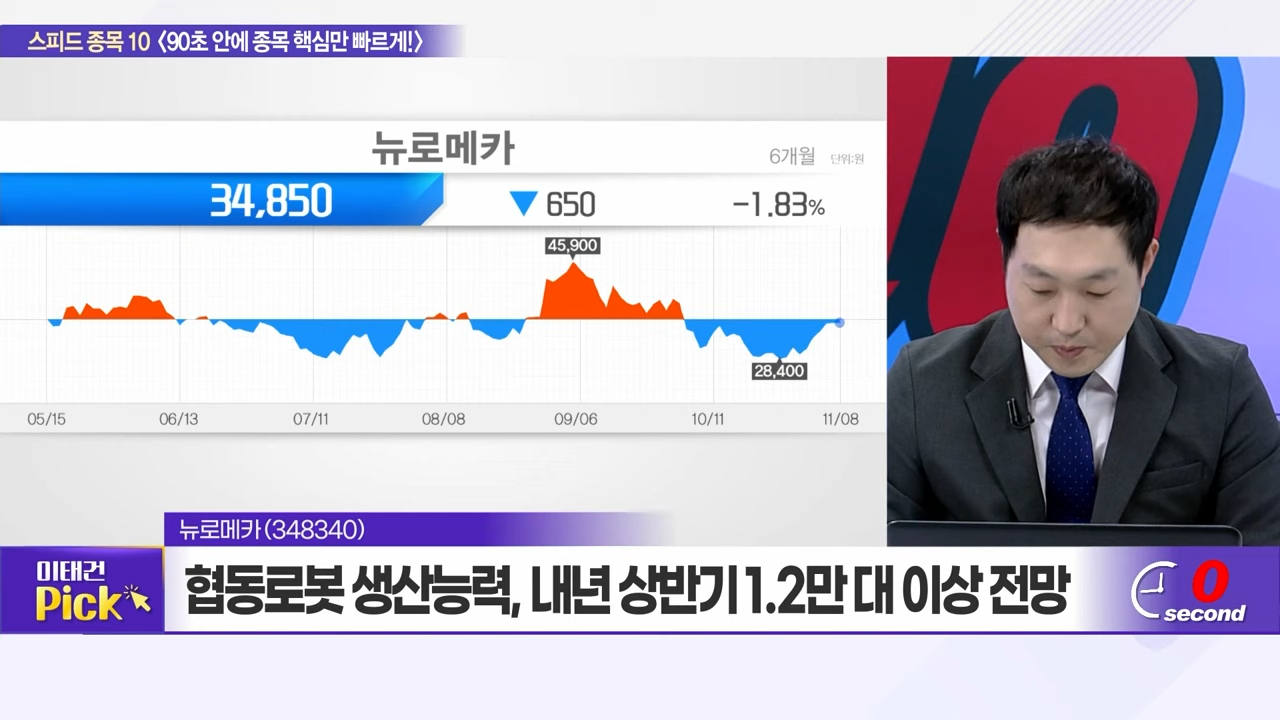 스피드 종목 10 〈90초 안에 종목 핵심만 빠르게!〉
뉴로메카
6개월 단위:원
34,850 ▼ 650 -1.83%
45,900
28,400
05/15 06/13 07/11 08/08 09/06 10/11 11/08
뉴로메카(348340)
이태건
Pick
협동로봇 생산능력, 내년 상반기 1.2만 대 이상 전망
0
second